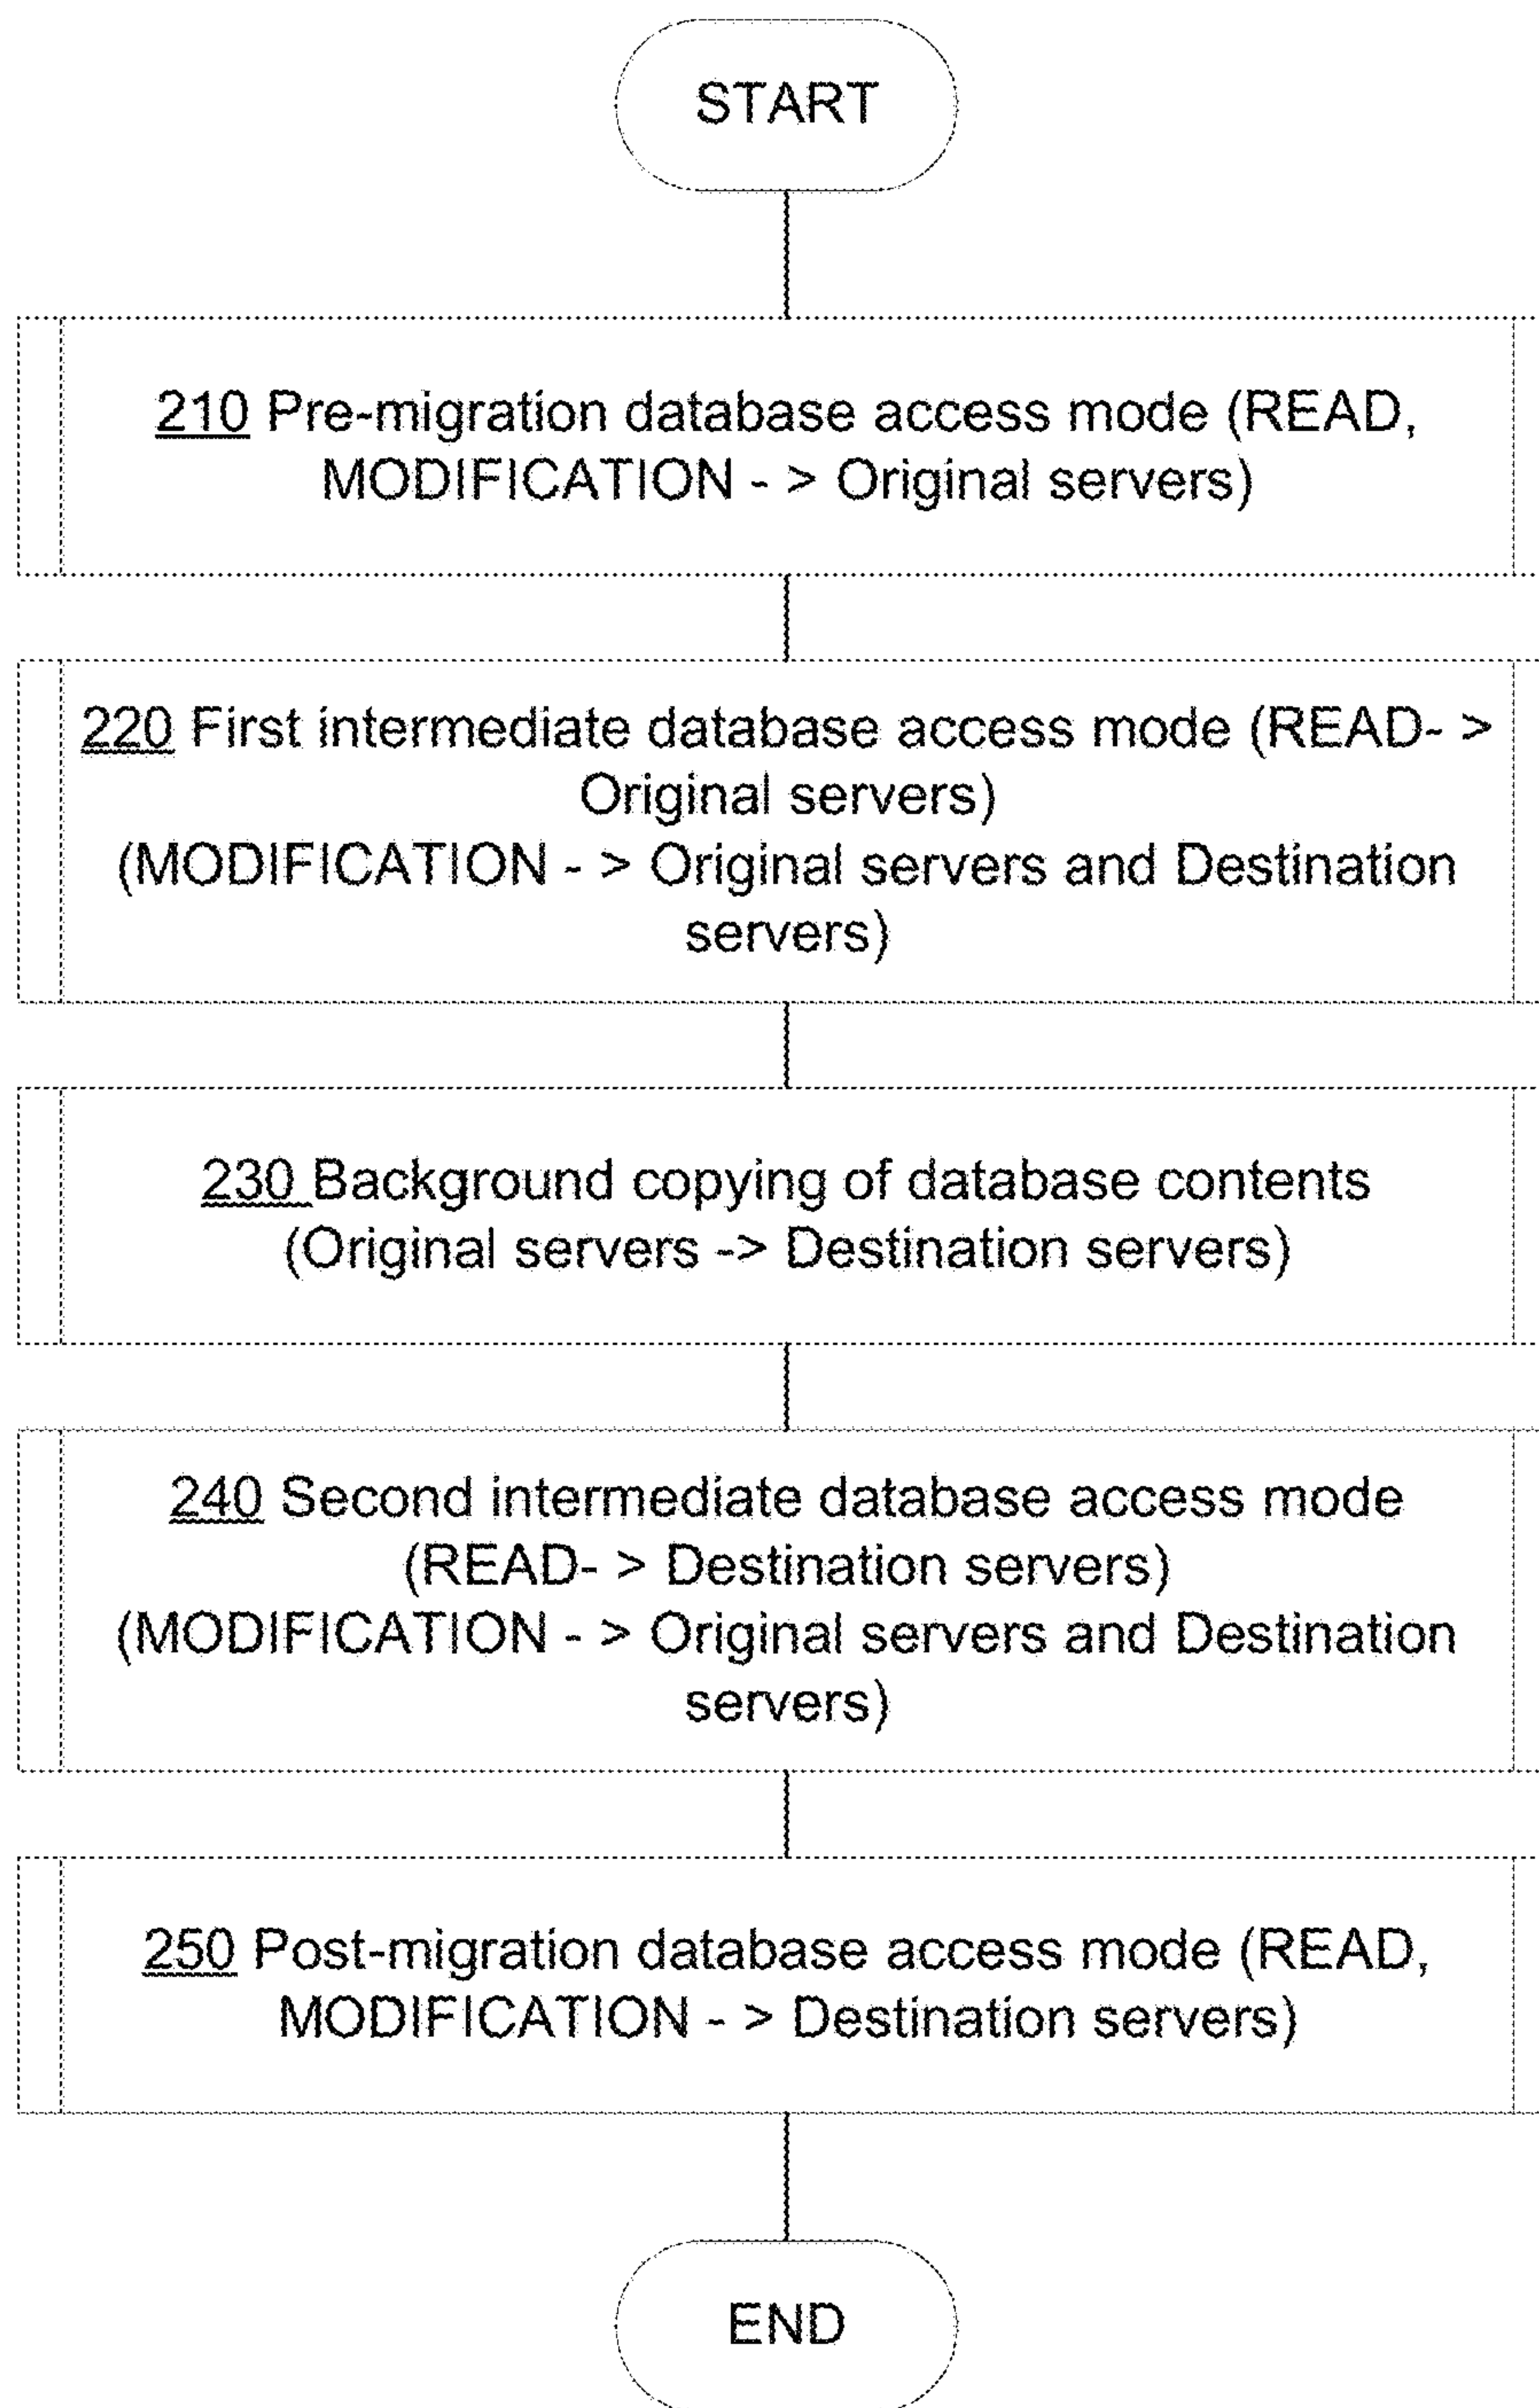 START
210 Pre-migration database access mode (READ,
MODIFICATION - > Original servers)
220 First intermediate database access mode (READ- >
Original servers)
(MODIFICATION - > Original servers and Destination
servers)
230 Background copying of database contents
(Original servers -> Destination servers)
240 Second intermediate database access mode
(READ- > Destination servers)
(MODIFICATION - > Original servers and Destination
servers)
250 Post-migration database access mode (READ,
MODIFICATION - > Destination servers)
END